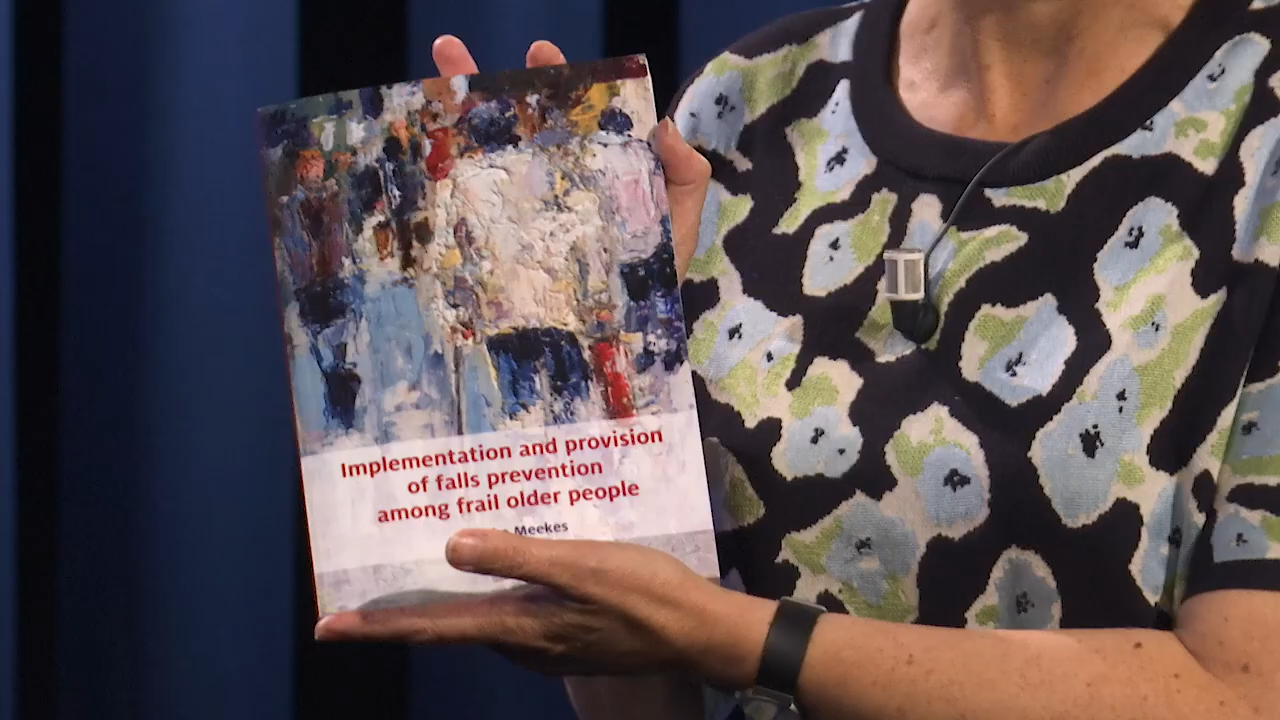 Implementation and provision
of falls prevention
among frail older people
Meekes